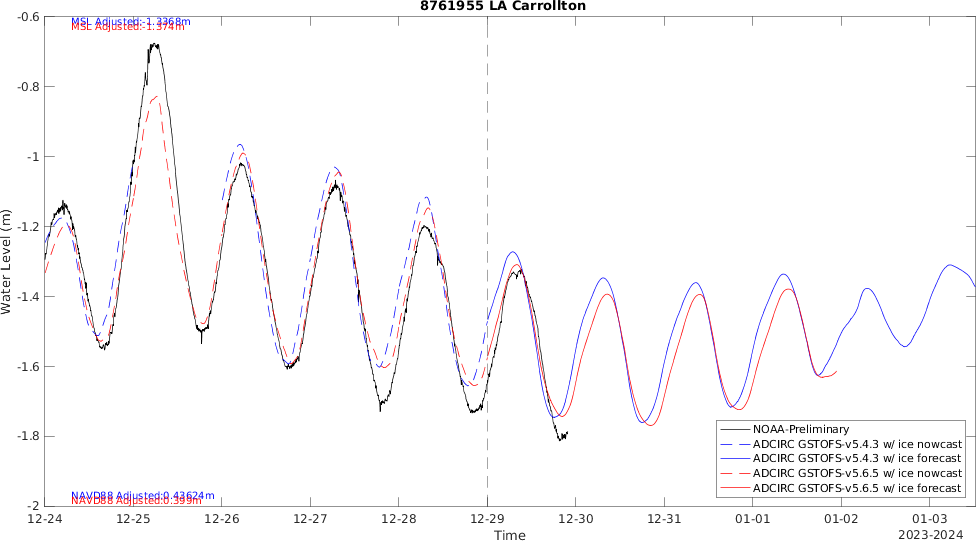 8761955 LA Carrollton
MSL Adjusted:-1.3368m
MSL Adjusted:-1.374m
-0.6
-0.8
-1
-1.2
-1.4
-1.6
-1.8
-2
Water Level (m)
NAVD88 Adjusted:0.43624m
NAVD88 Adjusted:0.399m
NOAA-Preliminary
ADCIRC GSTOFS-v5.4.3 w/ ice nowcast
ADCIRC GSTOFS-v5.4.3 w/ ice forecast
ADCIRC GSTOFS-v5.6.5 w/ ice nowcast
ADCIRC GSTOFS-v5.6.5 w/ ice forecast
12-24 12-25 12-26 12-27 12-28 12-29 12-30 12-31 01-01 01-02 01-03
Time
2023-2024